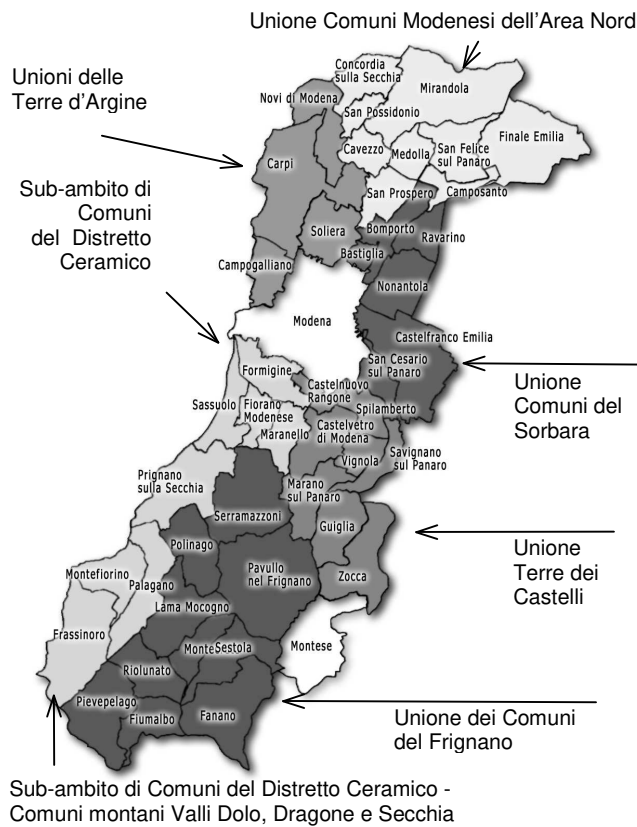 Unione Comuni Modenesi dell'Area Nord
Unioni delle
Terre d'Argine
Concordia
sulla Secchia
Mirandola
Novi di Modena
San Possidonio
Finale Emilia
Cavezzo
Medolla
San Felice
sul Panaro
Carpi
San Prospero
Camposanto
Sub-ambito di
Comuni
del Distretto
Ceramico
Soliera
Bomporto
Ravarino
Bastiglia
Campogalliano
Nonantola
Modena
Castelfranco Emilia
San Cesario
sul Panaro
Formigine
Unione
Comuni del
Sorbara
Castelnuovo
Rangone
Sassuolo
Fiorano
Modenese
Spilamberto
Maranello
Castelvetro
di Modena
Savignano
sul Panaro
Vignola
Prignano
sulla Secchia
Marano
sul Panaro
Serramazzoni
Guiglia
Polinago
Unione
Terre dei
Castelli
Montefiorino
Palagano
Pavullo
nel Frignano
Zocca
Lama Mocogno
Frassinoro
Montese
Sestola
Riolunato
Pievepelago
Fiumalbo
Fanano
Unione dei Comuni
del Frignano
Sub-ambito di Comuni del Distretto Ceramico -
Comuni montani Valli Dolo, Dragone e Secchia